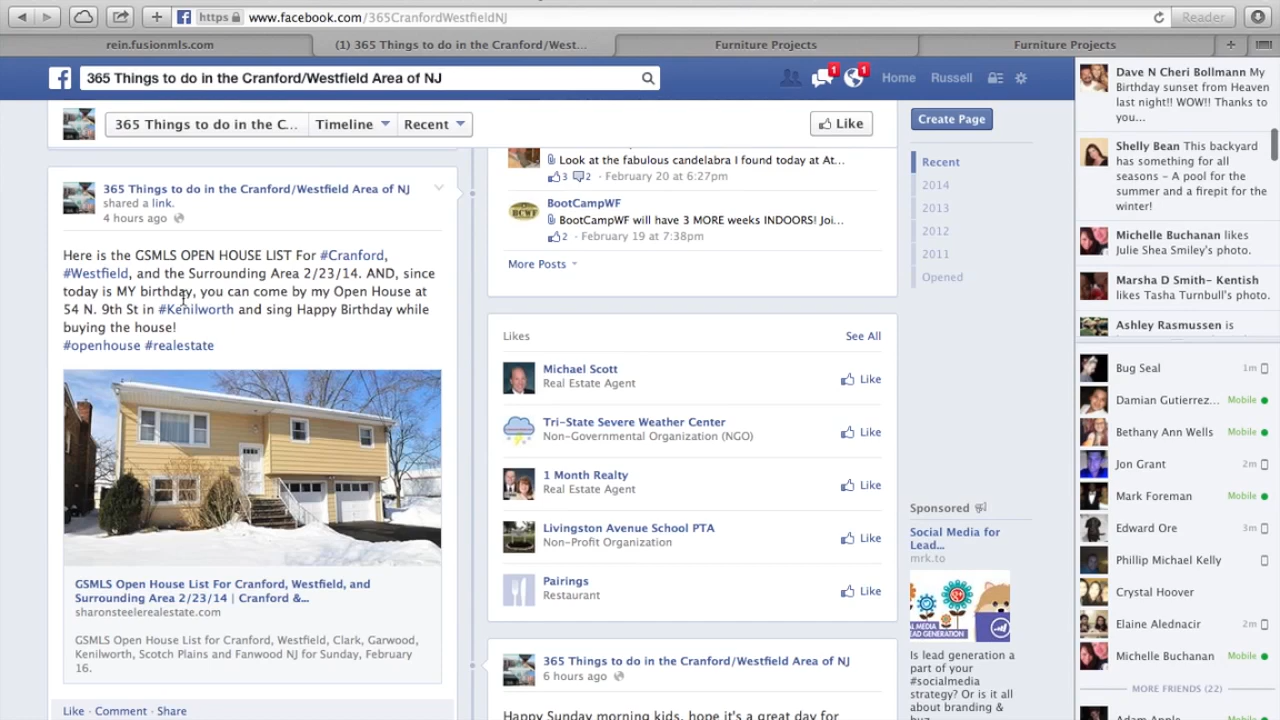 https www.facebook.com/365CranfordWestfieldNJ
Reader
rein.fusionmls.com
(1) 365 Things to do in the Cranford/West...
Furniture Projects
Furniture Projects
365 Things to do in the Cranford/Westfield Area of NJ
1
1
Home
Russell
365 Things to do in the C...
Timeline
Recent
Like
Create Page
Recent
2014
2013
2012
2011
Opened
365 Things to do in the Cranford/Westfield Area of NJ
shared a link.
4 hours ago
Here is the GSMLS OPEN HOUSE LIST For #Cranford,
#Westfield, and the Surrounding Area 2/23/14. AND, since
today is MY birthday, you can come by my Open House at
54 N. 9th St in #Kenilworth and sing Happy Birthday while
buying the house!
#openhouse #realestate
GSMLS Open House List For Cranford, Westfield, and
Surrounding Area 2/23/14 | Cranford &...
sharonsteelerealestate.com
GSMLS Open House List for Cranford, Westfield, Clark, Garwood,
Kenilworth, Scotch Plains and Fanwood NJ for Sunday, February
16.
Like · Comment · Share
Look at the fabulous candelabra I found today at At...
3 2 · February 20 at 6:27pm
BootCampWF
BootCampWF will have 3 MORE weeks INDOORS! Joi...
2 · February 19 at 7:38pm
More Posts
Likes
See All
Michael Scott
Real Estate Agent
Like
Tri-State Severe Weather Center
Non-Governmental Organization (NGO)
Like
1 Month Realty
Real Estate Agent
Like
Livingston Avenue School PTA
Non-Profit Organization
Like
Pairings
Restaurant
Like
365 Things to do in the Cranford/Westfield Area of NJ
6 hours ago
Happy Sunday morning kids, hope it's a great day for
Sponsored
Social Media for
Lead...
mrk.to
Is lead generation a
part of your
#socialmedia
strategy? Or is it all
about branding &
buz
Dave N Cheri Bollmann My
Birthday sunset from Heaven
last night!! WOW!! Thanks to
you...
Shelly Bean This backyard
has something for all
seasons - A pool for the
summer and a firepit for the
winter!
Michelle Buchanan likes
Julie Shea Smiley's photo.
Marsha D Smith- Kentish
likes Tasha Turnbull's photo.
Ashley Rasmussen is
Bug Seal 1m
Damian Gutierrez... Mobile
Bethany Ann Wells Mobile
Jon Grant 2m
Mark Foreman Mobile
Edward Ore 3m
Phillip Michael Kelly
Crystal Hoover
Elaine Alednacir 2m
Michelle Buchanan Mobile
MORE FRIENDS (22)
Adam Apple Mobile